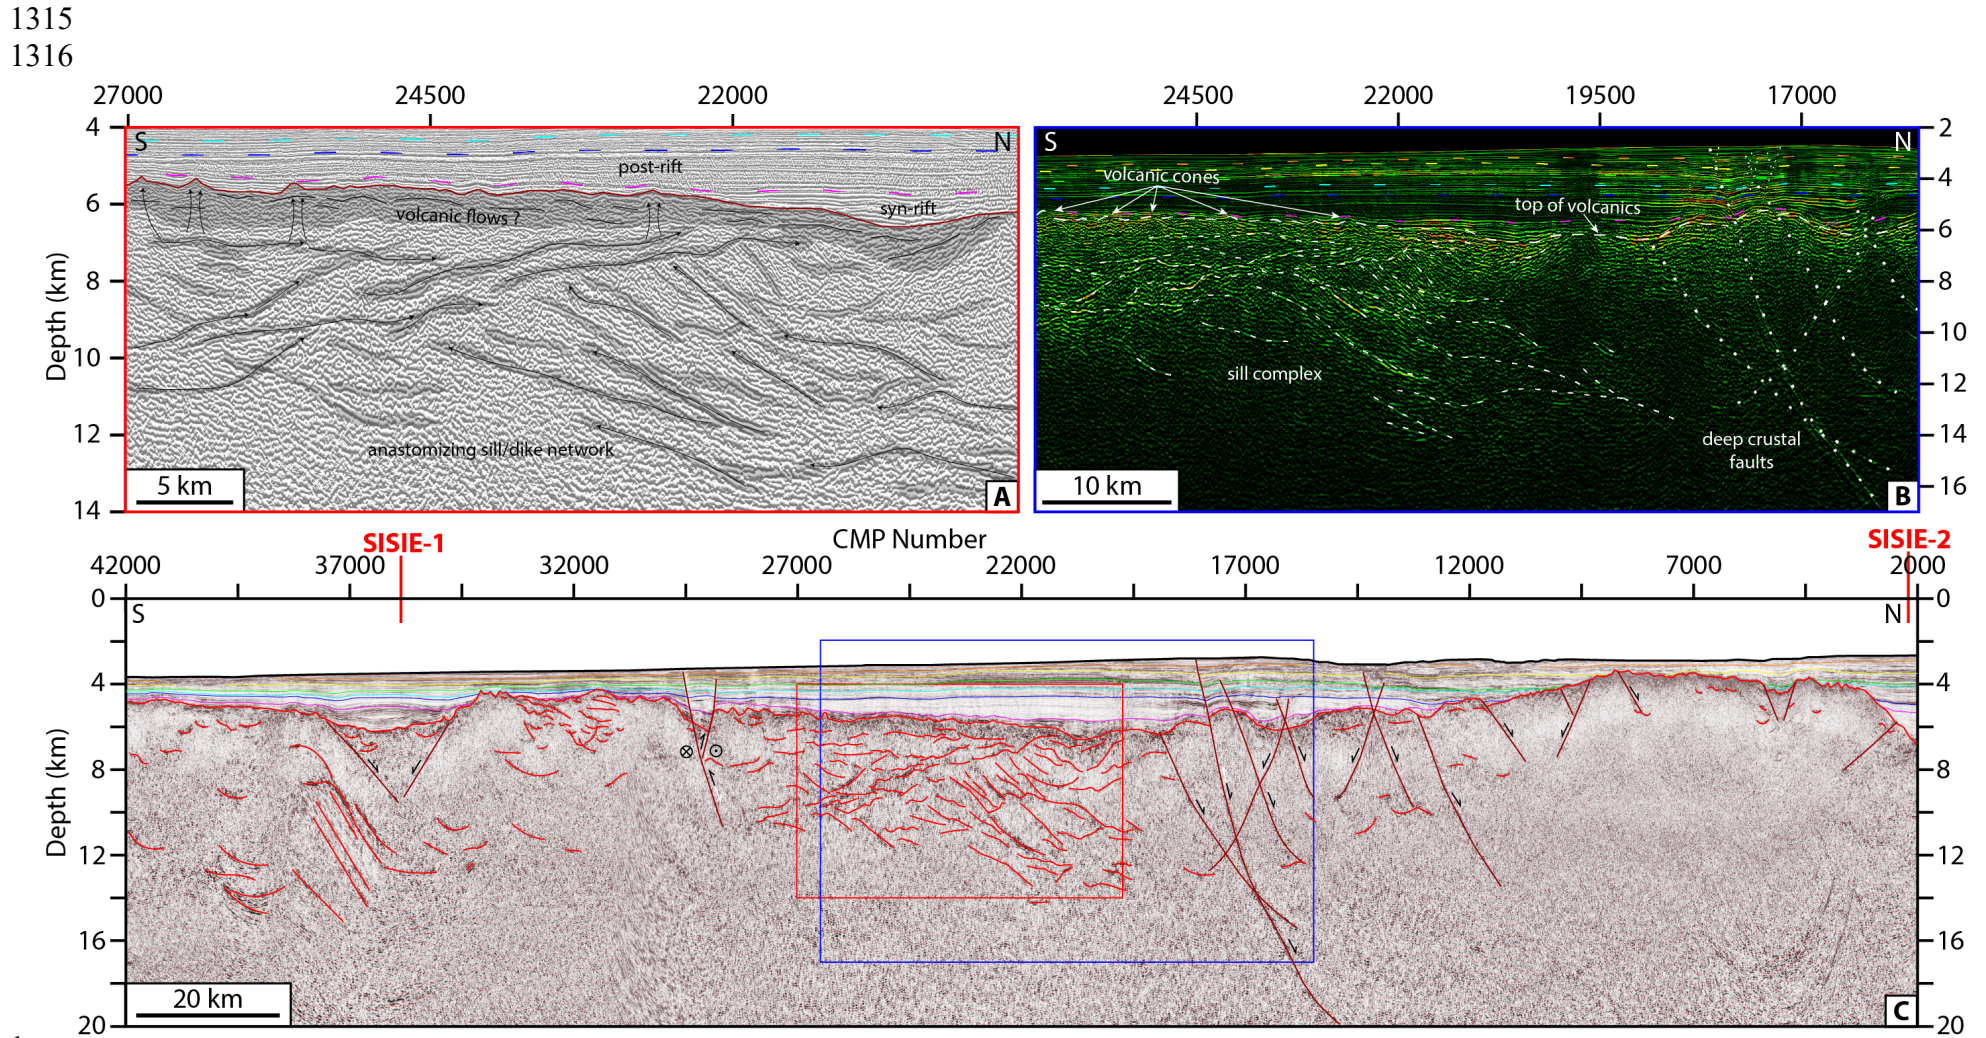 1315
1316
27000 24500 22000
24500 22000 19500 17000
4 S N
post-rift
syn-rift
volcanic flows ?
anastomizing sill/dike network
6
8
10
12
14
Depth (km)
5 km
A
S N 2
volcanic cones
top of volcanics
sill complex
deep crustal
faults
4
6
8
10
12
14
16
10 km
B
SISIE-1 CMP Number SISIE-2
42000 37000 32000 27000 22000 17000 12000 7000 2000
0 0
S N
4 4
8 8
12 12
16 16
20 20
Depth (km)
20 km
C